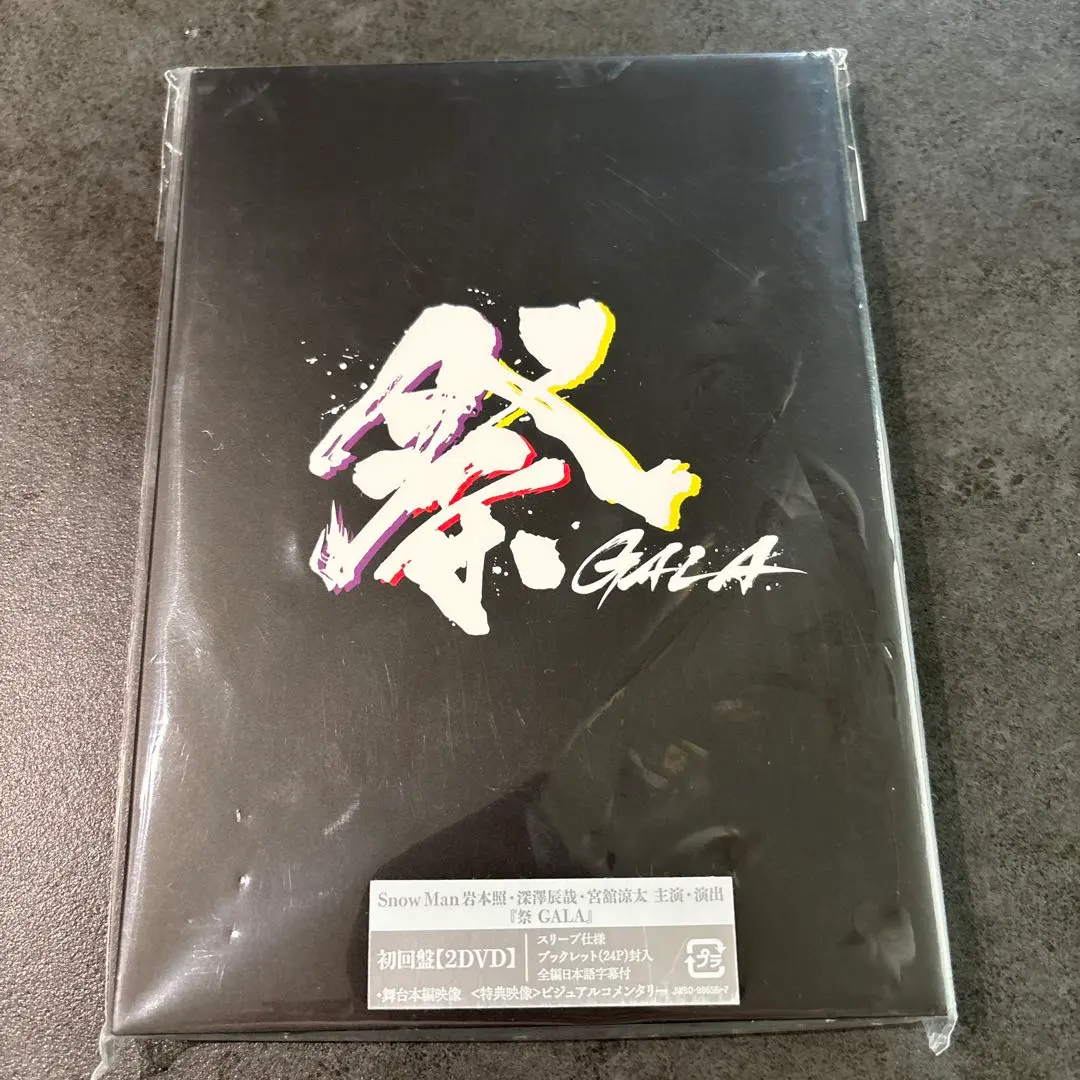 祭
GALA
Snow Man 岩本照・深澤辰哉・宮舘涼太 主演・演出
『祭 GALA』
初回盤【2DVD】
スリーブ仕様
ブックレット(24P)封入
全編日本語字幕付
プラ
・舞台本編映像 <特典映像>ビジュアルコメンタリー